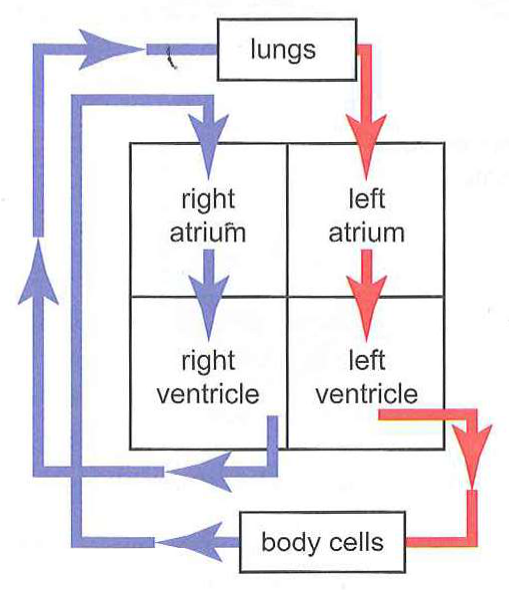 lungs
right
atrium
left
atrium
right
ventricle
left
ventricle
body cells